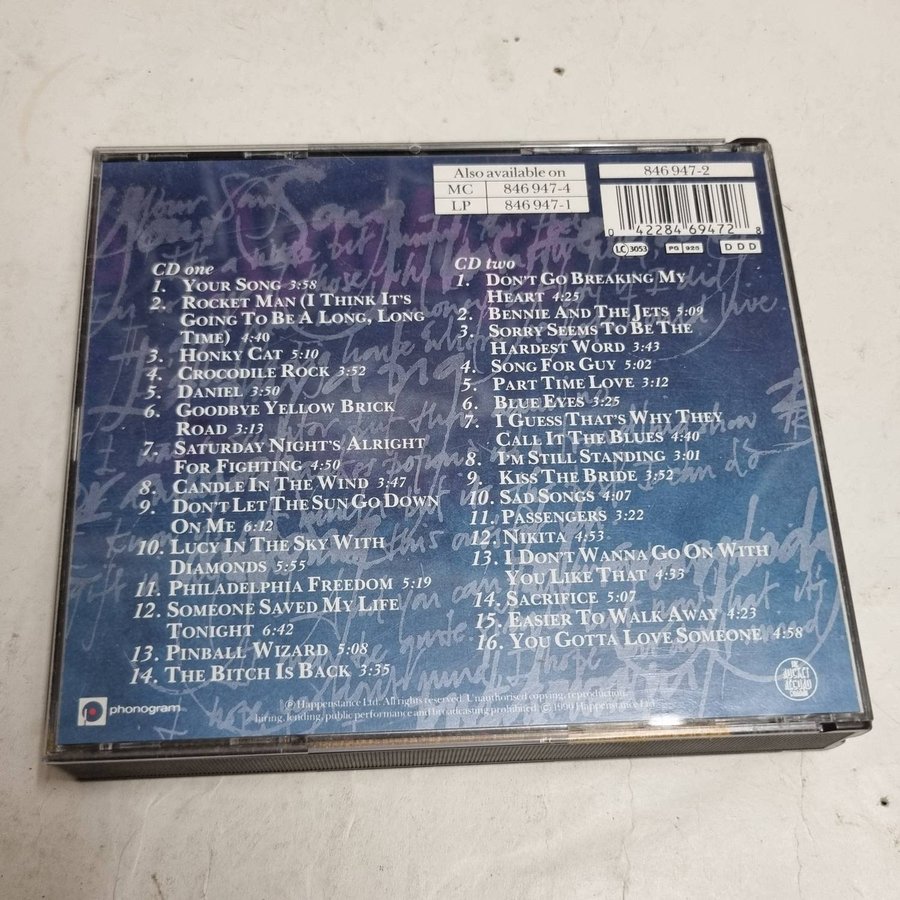 Also available on
MC 846 947-4
LP 846 947-1
846 947-2
0 42284 69472 8
LC 3053 PG 925 D D D
CD one
1. YOUR SONG 3:58
2. ROCKET MAN (I THINK IT'S
GOING TO BE A LONG, LONG
TIME) 4:40
3. HONKY CAT 5:10
4. CROCODILE ROCK 3:52
5. DANIEL 3:50
6. GOODBYE YELLOW BRICK
ROAD 3:13
7. SATURDAY NIGHT'S ALRIGHT
FOR FIGHTING 4:50
8. CANDLE IN THE WIND 3:47
9. DON'T LET THE SUN GO DOWN
ON ME 6:12
10. LUCY IN THE SKY WITH
DIAMONDS 5:55
11. PHILADELPHIA FREEDOM 5:19
12. SOMEONE SAVED MY LIFE
TONIGHT 6:42
13. PINBALL WIZARD 5:08
14. THE BITCH IS BACK 3:35
CD two
1. DON'T GO BREAKING MY
HEART 4:25
2. BENNIE AND THE JETS 5:09
3. SORRY SEEMS TO BE THE
HARDEST WORD 3:43
4. SONG FOR GUY 5:02
5. PART TIME LOVE 3:12
6. BLUE EYES 3:25
7. I GUESS THAT'S WHY THEY
CALL IT THE BLUES 4:40
8. I'M STILL STANDING 3:01
9. KISS THE BRIDE 3:52
10. SAD SONGS 4:07
11. PASSENGERS 3:22
12. NIKITA 4:53
13. I DON'T WANNA GO ON WITH
YOU LIKE THAT 4:33
14. SACRIFICE 5:07
15. EASIER TO WALK AWAY 4:23
16. YOU GOTTA LOVE SOMEONE 4:58
phonogram
℗ Happenstance Ltd. All rights reserved. Unauthorised copying, reproduction,
hiring, lending, public performance and broadcasting prohibited. © 1990 Happenstance Ltd.